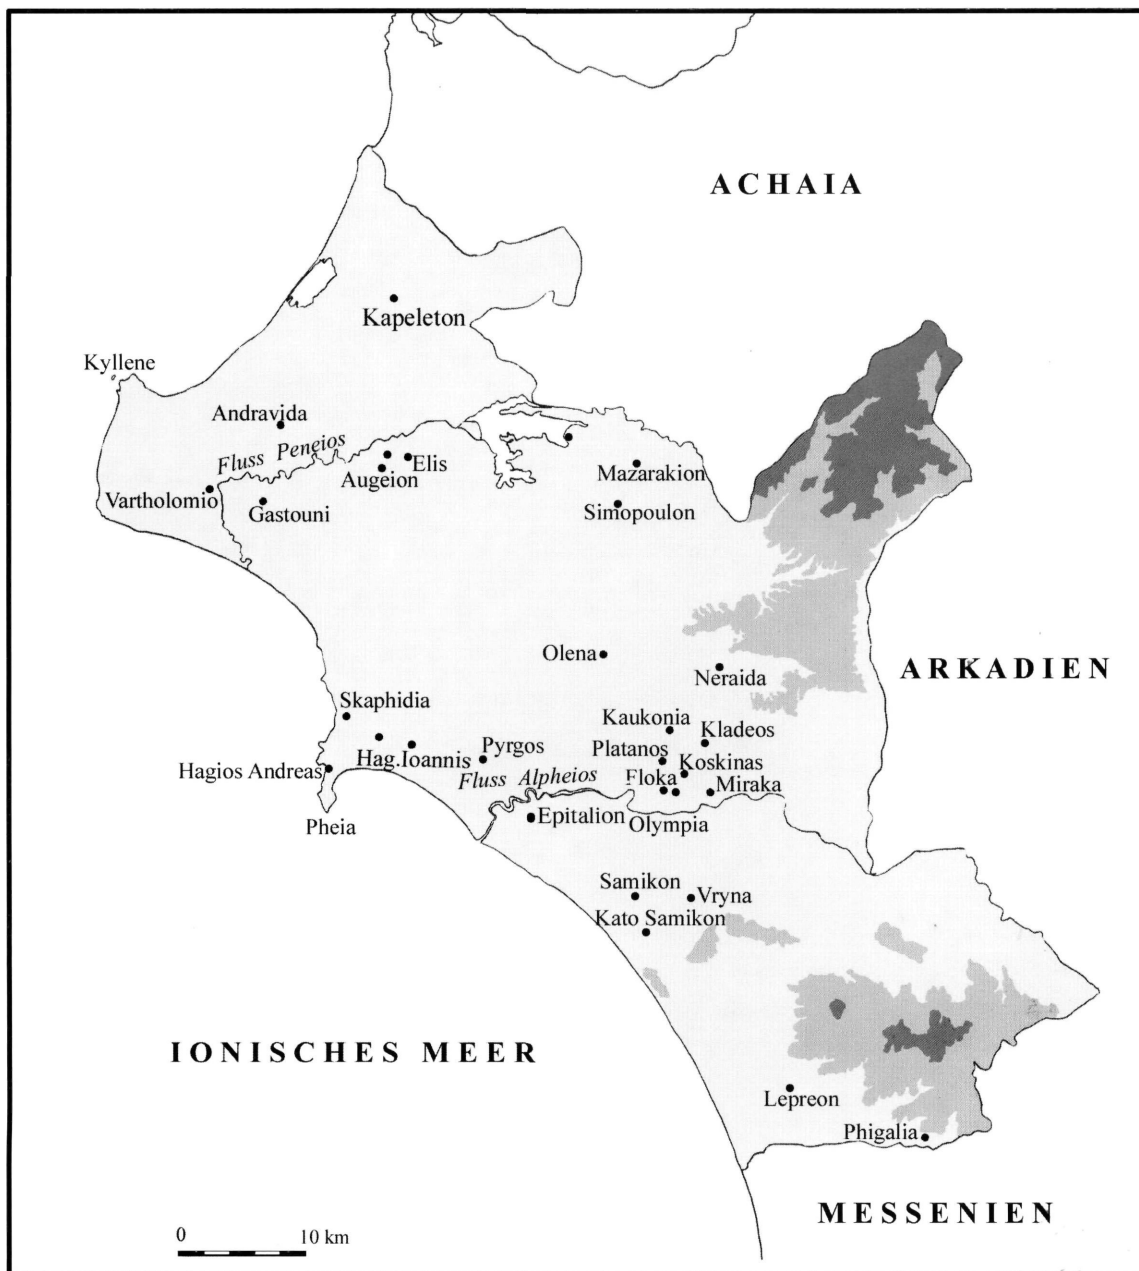 ACHAIA
Kapeleton
Kyllene
Andravida
Fluss Peneios
Elis
Augeion
Mazarakion
Vartholomio
Gastouni
Simopoulon
Olena
ARKADIEN
Neraida
Skaphidia
Kaukonia
Kladeos
Hag.Ioannis
Pyrgos
Platanos
Koskinas
Hagios Andreas
Fluss Alpheios
Floka
Miraka
Pheia
Epitalion
Olympia
Samikon
Vryna
Kato Samikon
IONISCHES MEER
Lepreon
Phigalia
MESSENIEN
0 10 km